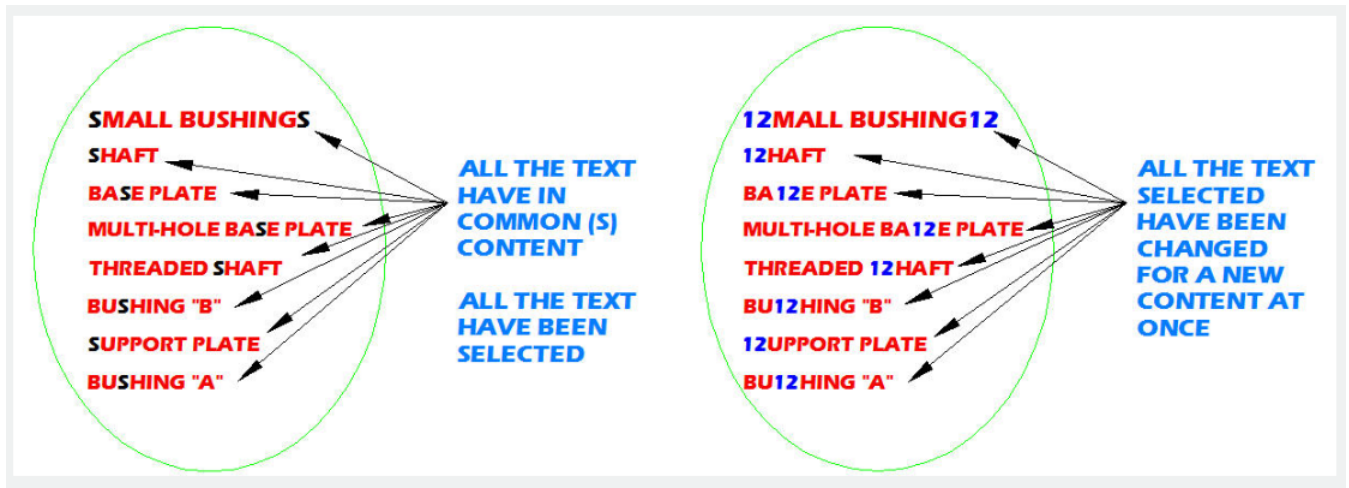 SMALL BUSHINGS
SHAFT
BASE PLATE
MULTI-HOLE BASE PLATE
THREADED SHAFT
BUSHING "B"
SUPPORT PLATE
BUSHING "A"
ALL THE TEXT
HAVE IN
COMMON (S)
CONTENT
ALL THE TEXT
HAVE BEEN
SELECTED
12MALL BUSHING12
12HAFT
BA12E PLATE
MULTI-HOLE BA12E PLATE
THREADED 12HAFT
BU12HING "B"
12UPPORT PLATE
BU12HING "A"
ALL THE TEXT
SELECTED
HAVE BEEN
CHANGED
FOR A NEW
CONTENT AT
ONCE